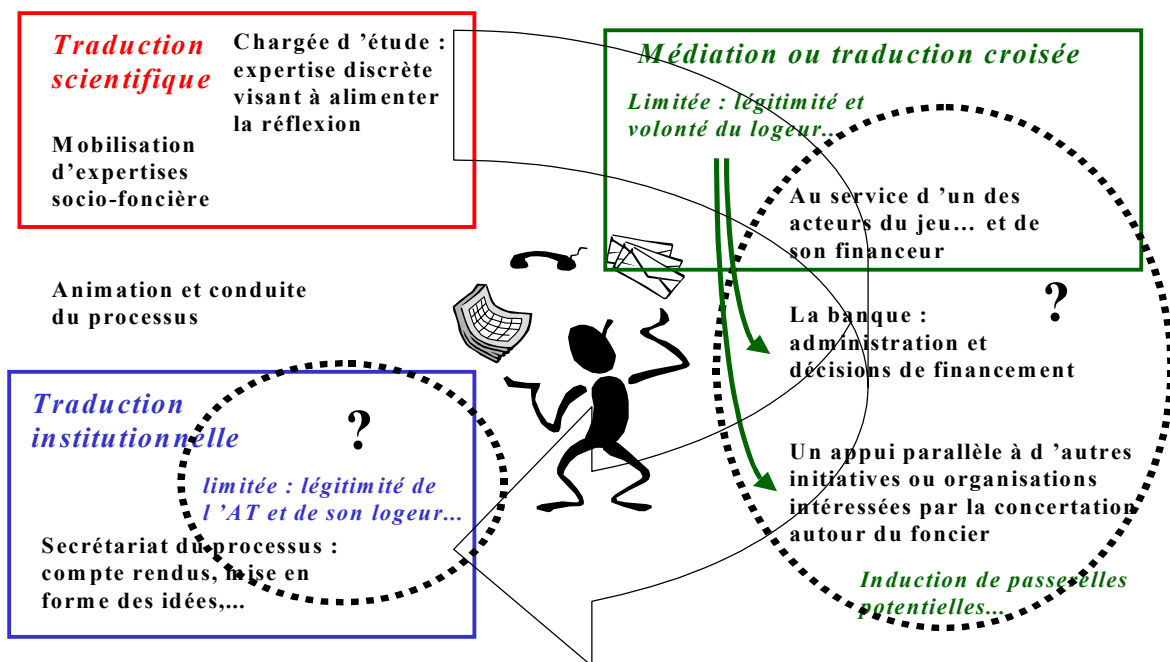 Traduction
scientifique
Chargée d ’étude :
expertise discrète
visant à alimenter
la réflexion
Mobilisation
d’expertises
socio-foncière
Médiation ou traduction croisée
Limitée : légitimité et
volonté du logeur...
Au service d ’un des
acteurs du jeu… et de
son financeur
Animation et conduite
du processus
?
La banque :
administration et
décisions de financement
Traduction
institutionnelle
?
limitée : légitimité de
l ’AT et de son logeur...
Secrétariat du processus :
compte rendus, mise en
forme des idées,...
Un appui parallèle à d ’autres
initiatives ou organisations
intéressées par la concertation
autour du foncier
Induction de passerelles
potentielles...